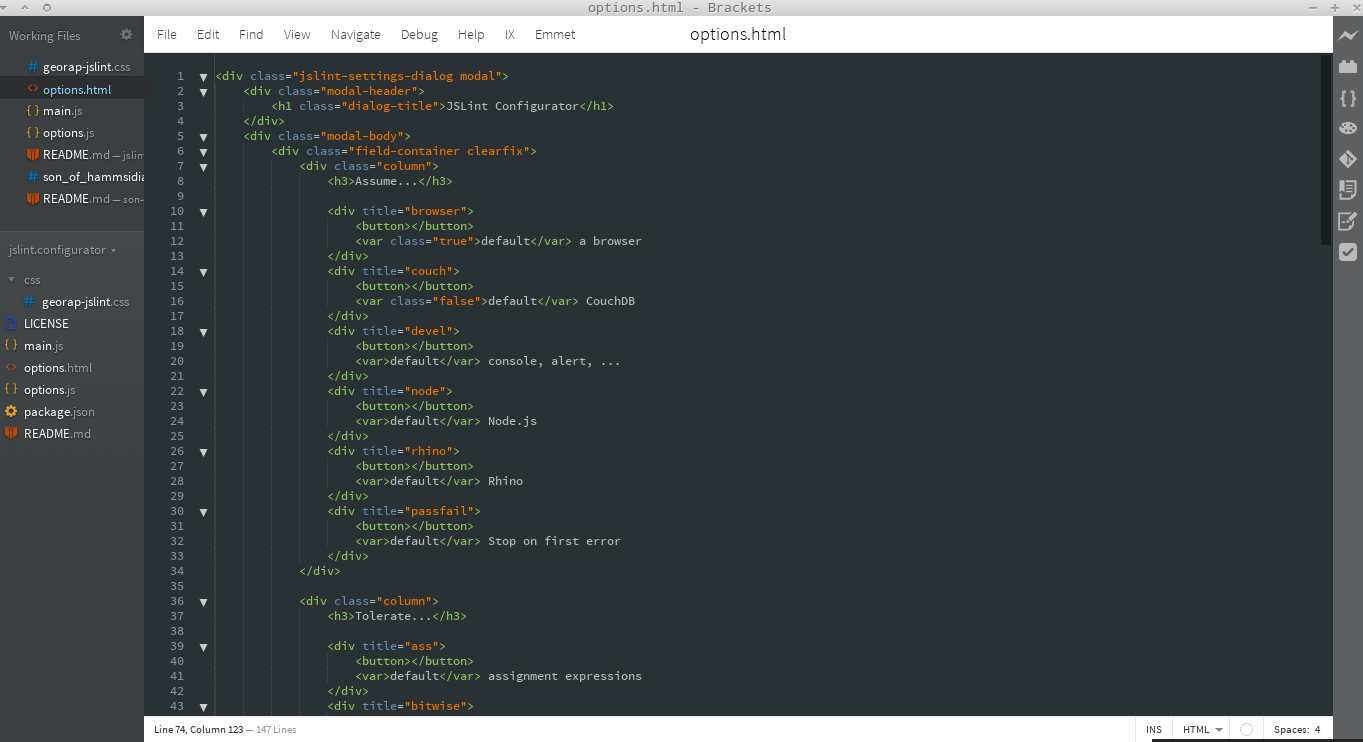 options.html - Brackets
Working Files
georap-jslint.css
options.html
main.js
options.js
README.md — jslin
son_of_hammsidia
README.md — son-
jslint.configurator
css
georap-jslint.css
LICENSE
main.js
options.html
options.js
package.json
README.md
File Edit Find View Navigate Debug Help IX Emmet options.html
1 <div class="jslint-settings-dialog modal">
2 <div class="modal-header">
3 <h1 class="dialog-title">JSLint Configurator</h1>
4 </div>
5 <div class="modal-body">
6 <div class="field-container clearfix">
7 <div class="column">
8 <h3>Assume...</h3>
9
10 <div title="browser">
11 <button></button>
12 <var class="true">default</var> a browser
13 </div>
14 <div title="couch">
15 <button></button>
16 <var class="false">default</var> CouchDB
17 </div>
18 <div title="devel">
19 <button></button>
20 <var>default</var> console, alert, ...
21 </div>
22 <div title="node">
23 <button></button>
24 <var>default</var> Node.js
25 </div>
26 <div title="rhino">
27 <button></button>
28 <var>default</var> Rhino
29 </div>
30 <div title="passfail">
31 <button></button>
32 <var>default</var> Stop on first error
33 </div>
34 </div>
35
36 <div class="column">
37 <h3>Tolerate...</h3>
38
39 <div title="ass">
40 <button></button>
41 <var>default</var> assignment expressions
42 </div>
43 <div title="bitwise">
Line 74, Column 123 — 147 Lines INS HTML Spaces: 4